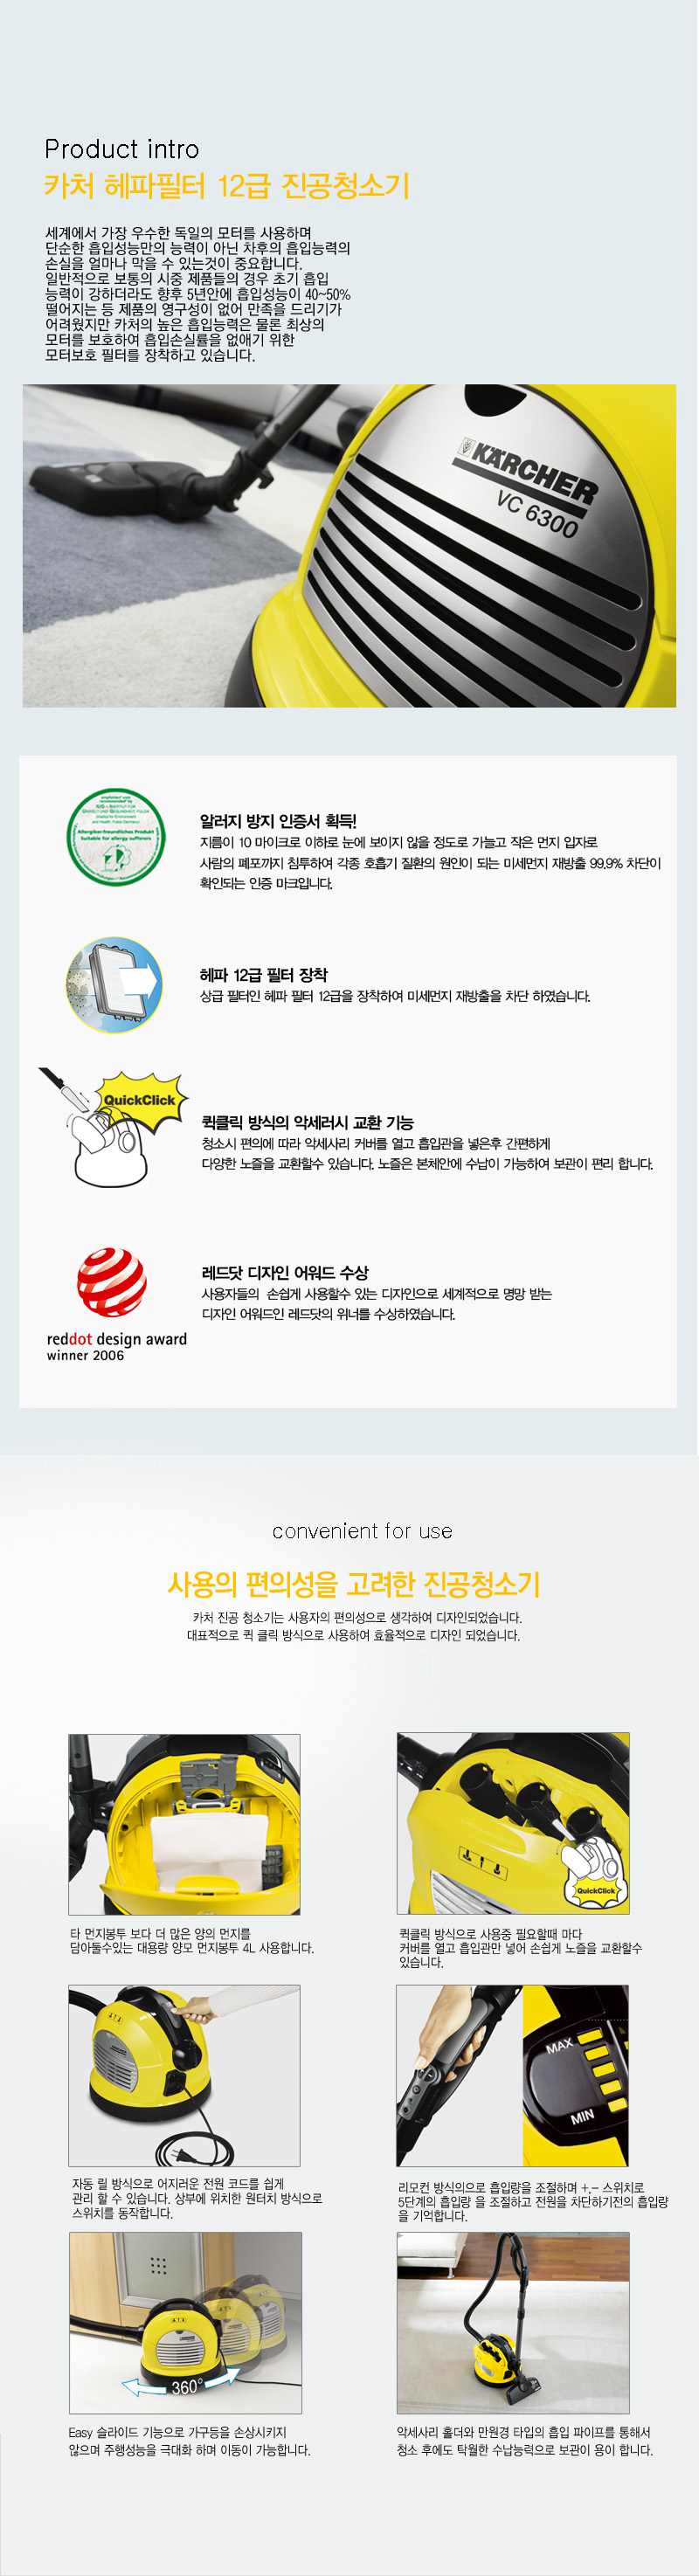 Product intro
카처 헤파필터 12급 진공청소기
세계에서 가장 우수한 독일의 모터를 사용하며
단순한 흡입성능만의 능력이 아닌 차후의 흡입능력의
손실을 얼마나 막을 수 있는것이 중요합니다.
일반적으로 보통의 시중 제품들의 경우 초기 흡입
능력이 강하더라도 향후 5년안에 흡입성능이 40~50%
떨어지는 등 제품의 영구성이 없어 만족을 드리기가
어려웠지만 카처의 높은 흡입능력은 물론 최상의
모터를 보호하여 흡입손실률을 없애기 위한
모터보호 필터를 장착하고 있습니다.
KÄRCHER
VC 6300
Allergiker-freundliches Produkt
Suitable for allergy sufferers
알러지 방지 인증서 획득!
지름이 10 마이크로 이하로 눈에 보이지 않을 정도로 가늘고 작은 먼지 입자로
사람의 폐포까지 침투하여 각종 호흡기 질환의 원인이 되는 미세먼지 재방출 99.9% 차단이
확인되는 인증 마크입니다.
헤파 12급 필터 장착
상급 필터인 헤파 필터 12급을 장착하여 미세먼지 재방출을 차단 하였습니다.
QuickClick
퀵클릭 방식의 악세러시 교환 기능
청소시 편의에 따라 악세사리 커버를 열고 흡입관을 넣은후 간편하게
다양한 노즐을 교환할수 있습니다. 노즐은 본체안에 수납이 가능하여 보관이 편리 합니다.
레드닷 디자인 어워드 수상
사용자들의 손쉽게 사용할수 있는 디자인으로 세계적으로 명망 받는
디자인 어워드인 레드닷의 위너를 수상하였습니다.
reddot design award
winner 2006
convenient for use
사용의 편의성을 고려한 진공청소기
카처 진공 청소기는 사용자의 편의성으로 생각하여 디자인되었습니다.
대표적으로 퀵 클릭 방식으로 사용하여 효율적으로 디자인 되었습니다.
QuickClick
타 먼지봉투 보다 더 많은 양의 먼지를
담아둘수있는 대용량 양모 먼지봉투 4L 사용합니다.
퀵클릭 방식으로 사용중 필요할때 마다
커버를 열고 흡입관만 넣어 손쉽게 노즐을 교환할수
있습니다.
KÄRCHER
MAX
MIN
자동 릴 방식으로 어지러운 전원 코드를 쉽게
관리 할 수 있습니다. 상부에 위치한 원터치 방식으로
스위치를 동작합니다.
리모컨 방식의으로 흡입량을 조절하며 +,- 스위치로
5단계의 흡입량 을 조절하고 전원을 차단하기전의 흡입량
을 기억합니다.
KÄRCHER
360°
Easy 슬라이드 기능으로 가구등을 손상시키지
않으며 주행성능을 극대화 하며 이동이 가능합니다.
악세사리 홀더와 만원경 타입의 흡입 파이프를 통해서
청소 후에도 탁월한 수납능력으로 보관이 용이 합니다.